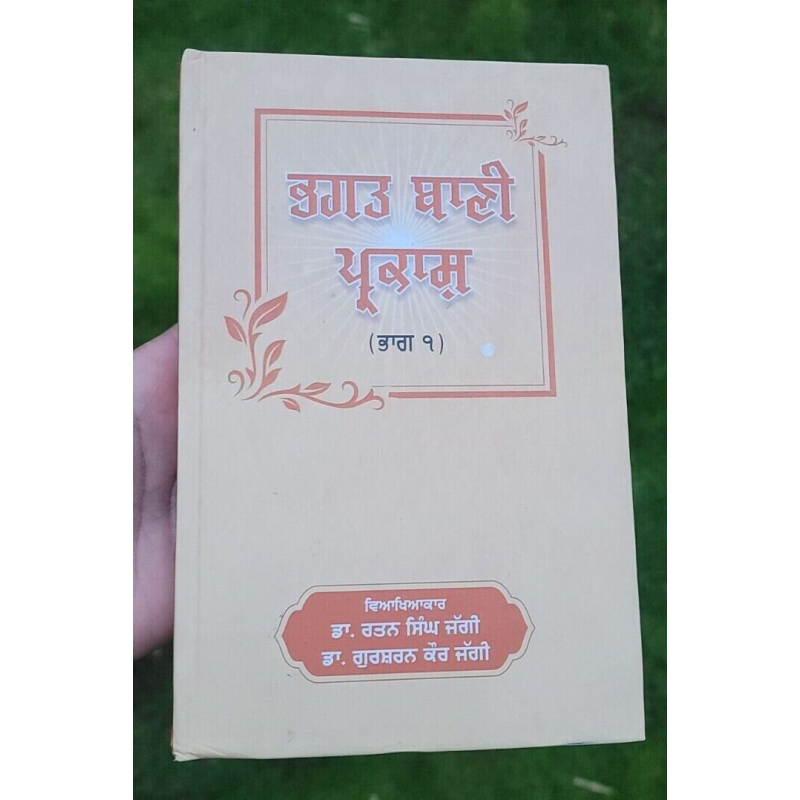 ਭਗਤ ਬਾਣੀ
ਪ੍ਰਕਾਸ਼
(ਭਾਗ ੧)
ਵਿਆਖਿਆਕਾਰ
ਡਾ. ਰਤਨ ਸਿੰਘ ਜੱਗੀ
ਡਾ. ਗੁਰਸ਼ਰਨ ਕੌਰ ਜੱਗੀ